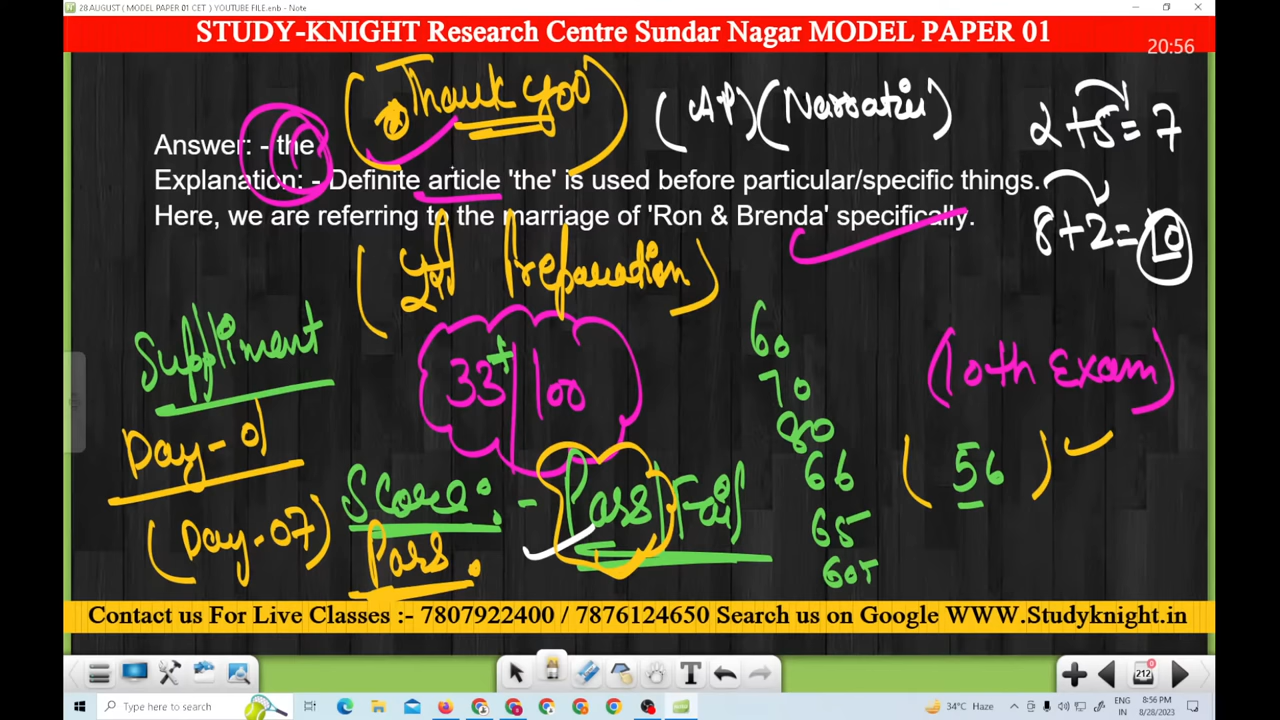 28 AUGUST ( MODEL PAPER 01 CET ) YOUTUBE FILE.enb - Note
STUDY-KNIGHT Research Centre Sundar Nagar MODEL PAPER 01
20:56
(Thank you)
(AP)(Narration)
2+5=7
Answer: - the
Explanation: - Definite article 'the' is used before particular/specific things.
Here, we are referring to the marriage of 'Ron & Brenda' specifically.
8+2=10
Preparation)
Suppliment
33+|100
60
70
80
66
65
60+
(10th Exam)
(56)
Day-01
(Day-07)
Score:- Pass|Fail
Pass.
Contact us For Live Classes :- 7807922400 / 7876124650 Search us on Google WWW.Studyknight.in
T
212
Type here to search
34°C Haze
ENG
IN
8:56 PM
8/28/2023